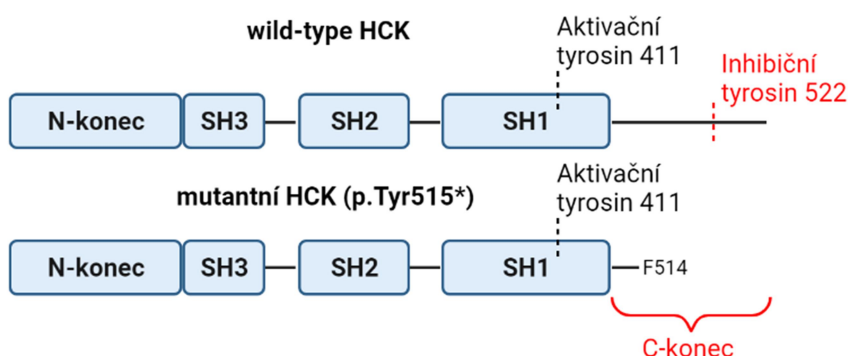 wild-type HCK
Aktivační
tyrosin 411
Inhibiční
tyrosin 522
N-konec SH3 SH2 SH1
mutantní HCK (p.Tyr515*)
Aktivační
tyrosin 411
N-konec SH3 SH2 SH1 F514
C-konec